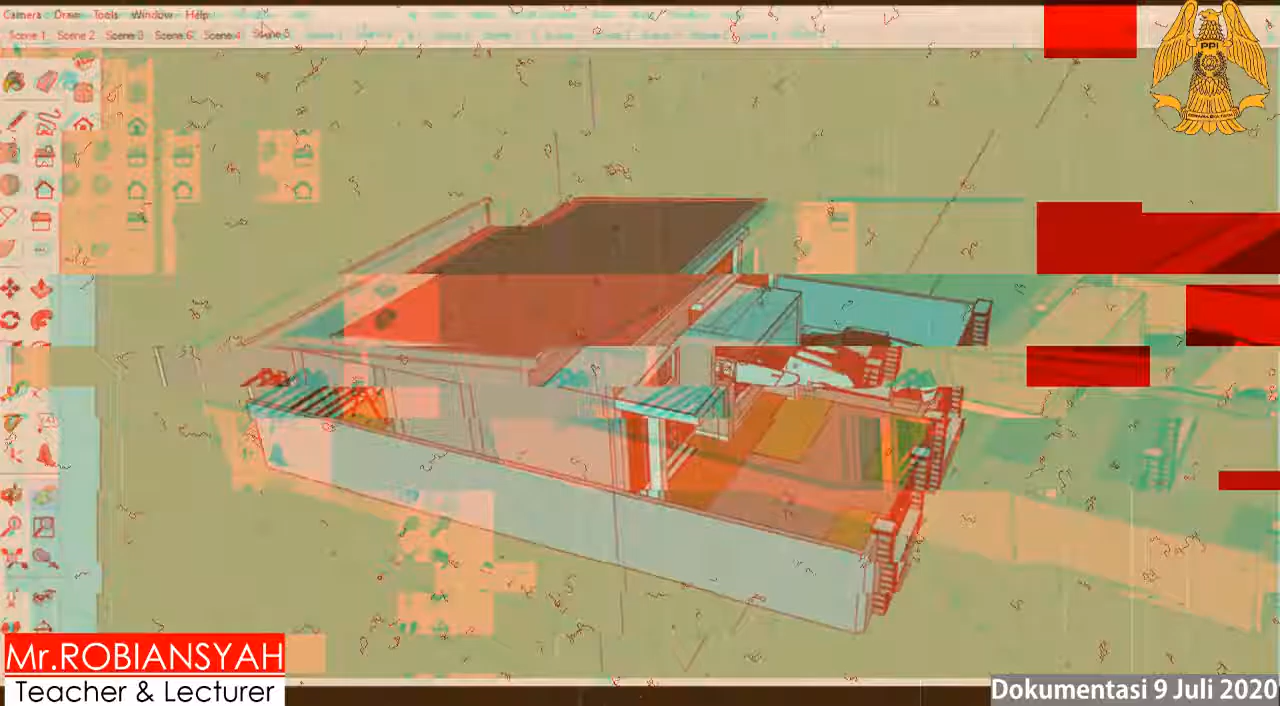 Camera Draw Tools Window Help
Scene 1 Scene 2 Scene 3 Scene 6 Scene 4 Scene 5
PPI
Mr.ROBIANSYAH
Teacher & Lecturer
Dokumentasi 9 Juli 2020